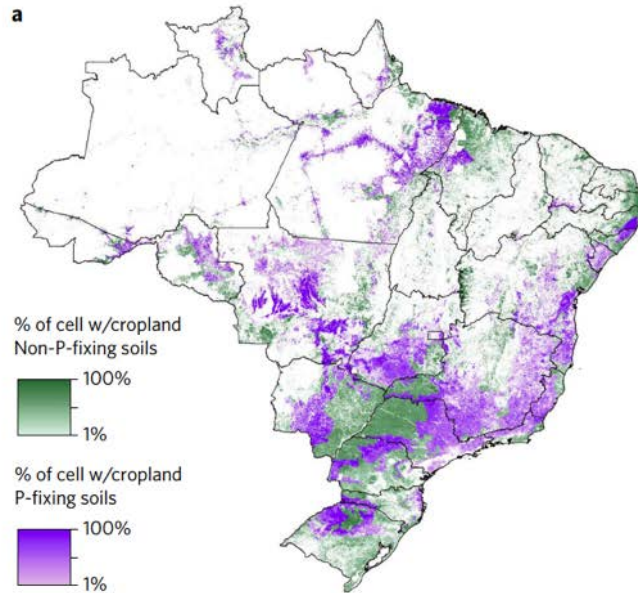 a
% of cell w/cropland
Non-P-fixing soils
100%
1%
% of cell w/cropland
P-fixing soils
100%
1%